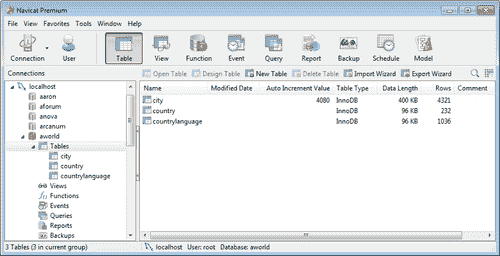 Navicat Premium
File View Favorites Tools Window Help
Connection User Table View Function Event Query Report Backup Schedule Model
Connections
Open Table Design Table New Table Delete Table Import Wizard Export Wizard
Name Modified Date Auto Increment Value Table Type Data Length Rows Comment
city 4080 InnoDB 400 KB 4321
country InnoDB 96 KB 232
countrylanguage InnoDB 96 KB 1036
localhost
aaron
aforum
anova
arcanum
aworld
Tables
city
country
countrylanguage
Views
Functions
Events
Queries
Reports
Backups
3 Tables (3 in current group) localhost User: root Database: aworld